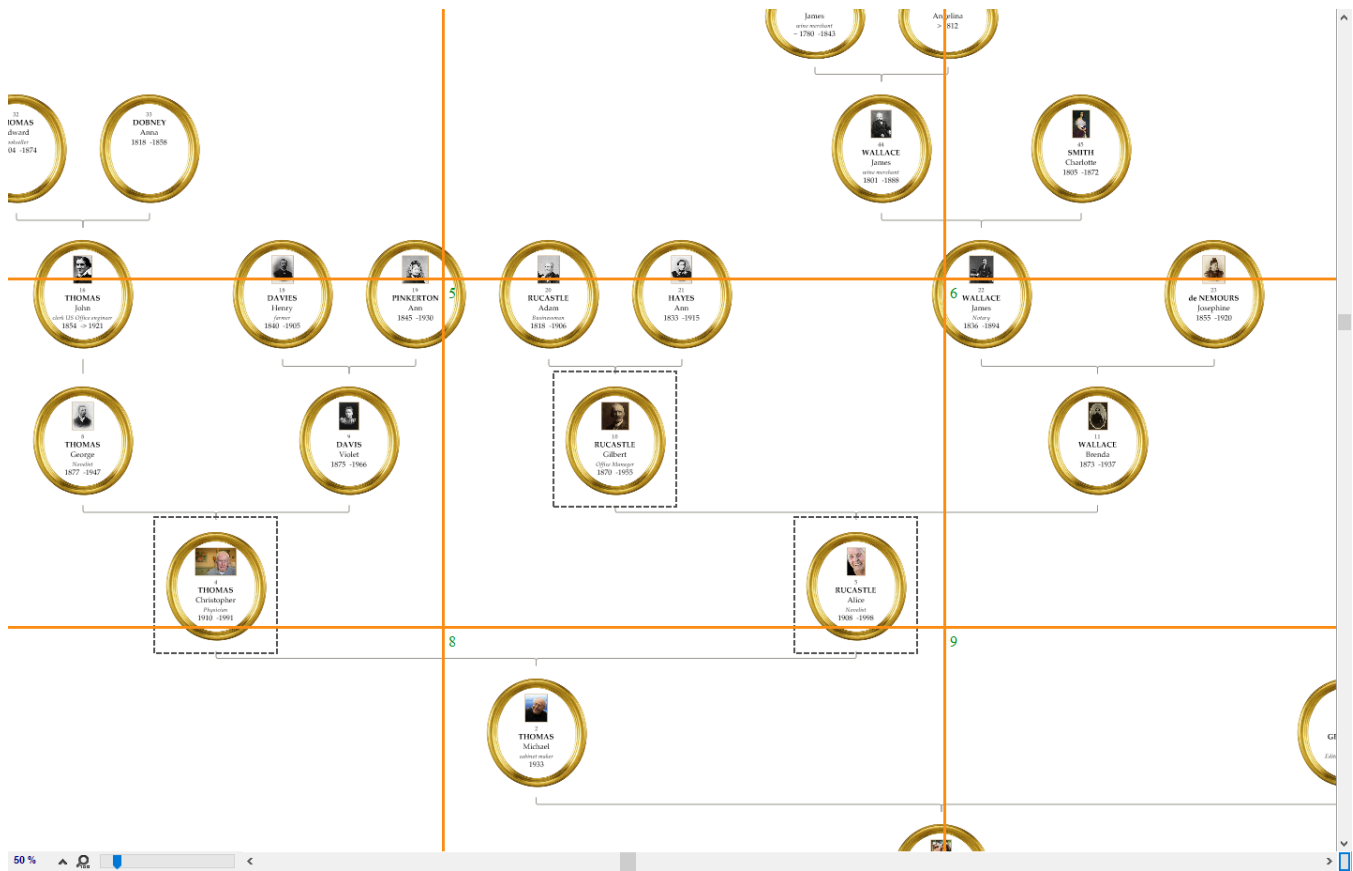 James
wine merchant
~ 1780 -1843
> 1812
32
33
DOBNEY
Anna
1818 -1858
44
WALLACE
James
wine merchant
1801 -1888
45
SMITH
Charlotte
1805 -1872
16
THOMAS
John
clerk US Office engineer
1854 -> 1921
18
DAVIES
Henry
farmer
1840 -1905
19
PINKERTON
Ann
1845 -1930
5
20
RUCASTLE
Adam
Businessman
1818 -1906
21
HAYES
Ann
1833 -1915
6
22
WALLACE
James
Notary
1836 -1894
23
de NEMOURS
Josephine
1855 -1920
8
THOMAS
George
Novelist
1877 -1947
9
DAVIS
Violet
1875 -1966
10
RUCASTLE
Gilbert
Office Manager
1870 -1955
11
WALLACE
Brenda
1873 -1937
4
THOMAS
Christopher
Physician
1910 -1991
5
RUCASTLE
Alice
Novelist
1908 -1998
8
9
2
THOMAS
Michael
cabinet maker
1933
50 %
100